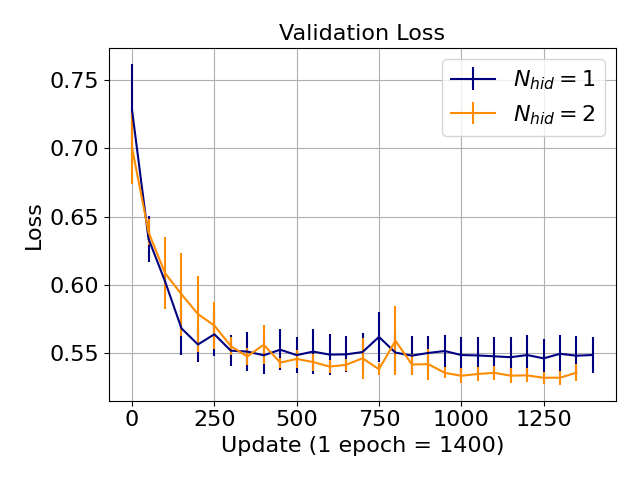 Validation Loss
N_hid = 1
N_hid = 2
0.75
0.70
0.65
0.60
0.55
Loss
0 250 500 750 1000 1250
Update (1 epoch = 1400)